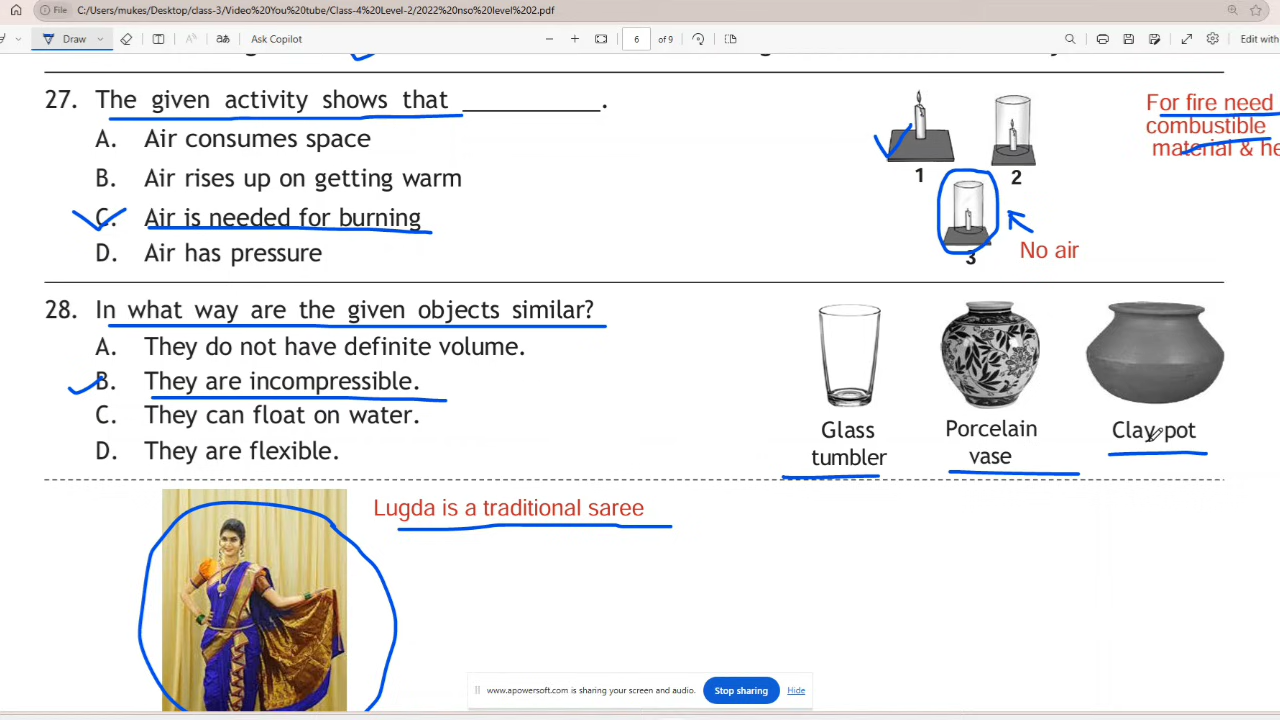 File
C:/Users/mukes/Desktop/class-3/Video%20You%20tube/Class-4%20Level-2/2022%20nso%20level%202.pdf
Draw
Ask Copilot
6 of 9
Edit with
27. The given activity shows that __________.
A. Air consumes space
B. Air rises up on getting warm
C. Air is needed for burning
D. Air has pressure
1
2
3
No air
For fire need
combustible
material & he
28. In what way are the given objects similar?
A. They do not have definite volume.
B. They are incompressible.
C. They can float on water.
D. They are flexible.
Glass
tumbler
Porcelain
vase
Clay pot
Lugda is a traditional saree
www.apowersoft.com is sharing your screen and audio.
Stop sharing
Hide